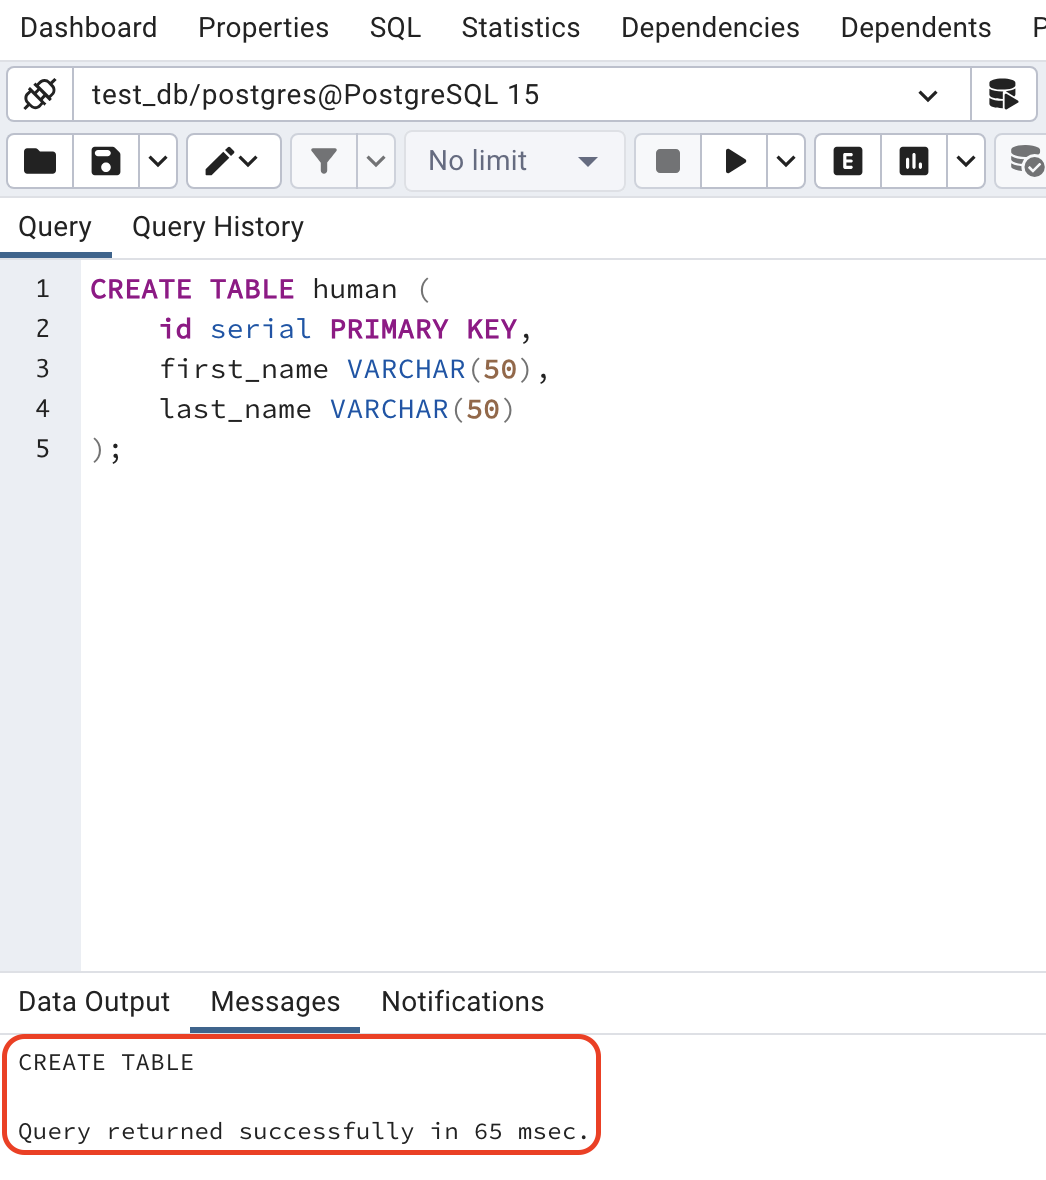 Dashboard Properties SQL Statistics Dependencies Dependents P
test_db/postgres@PostgreSQL 15
No limit E
Query Query History
1 CREATE TABLE human (
2 id serial PRIMARY KEY,
3 first_name VARCHAR(50),
4 last_name VARCHAR(50)
5 );
Data Output Messages Notifications
CREATE TABLE
Query returned successfully in 65 msec.